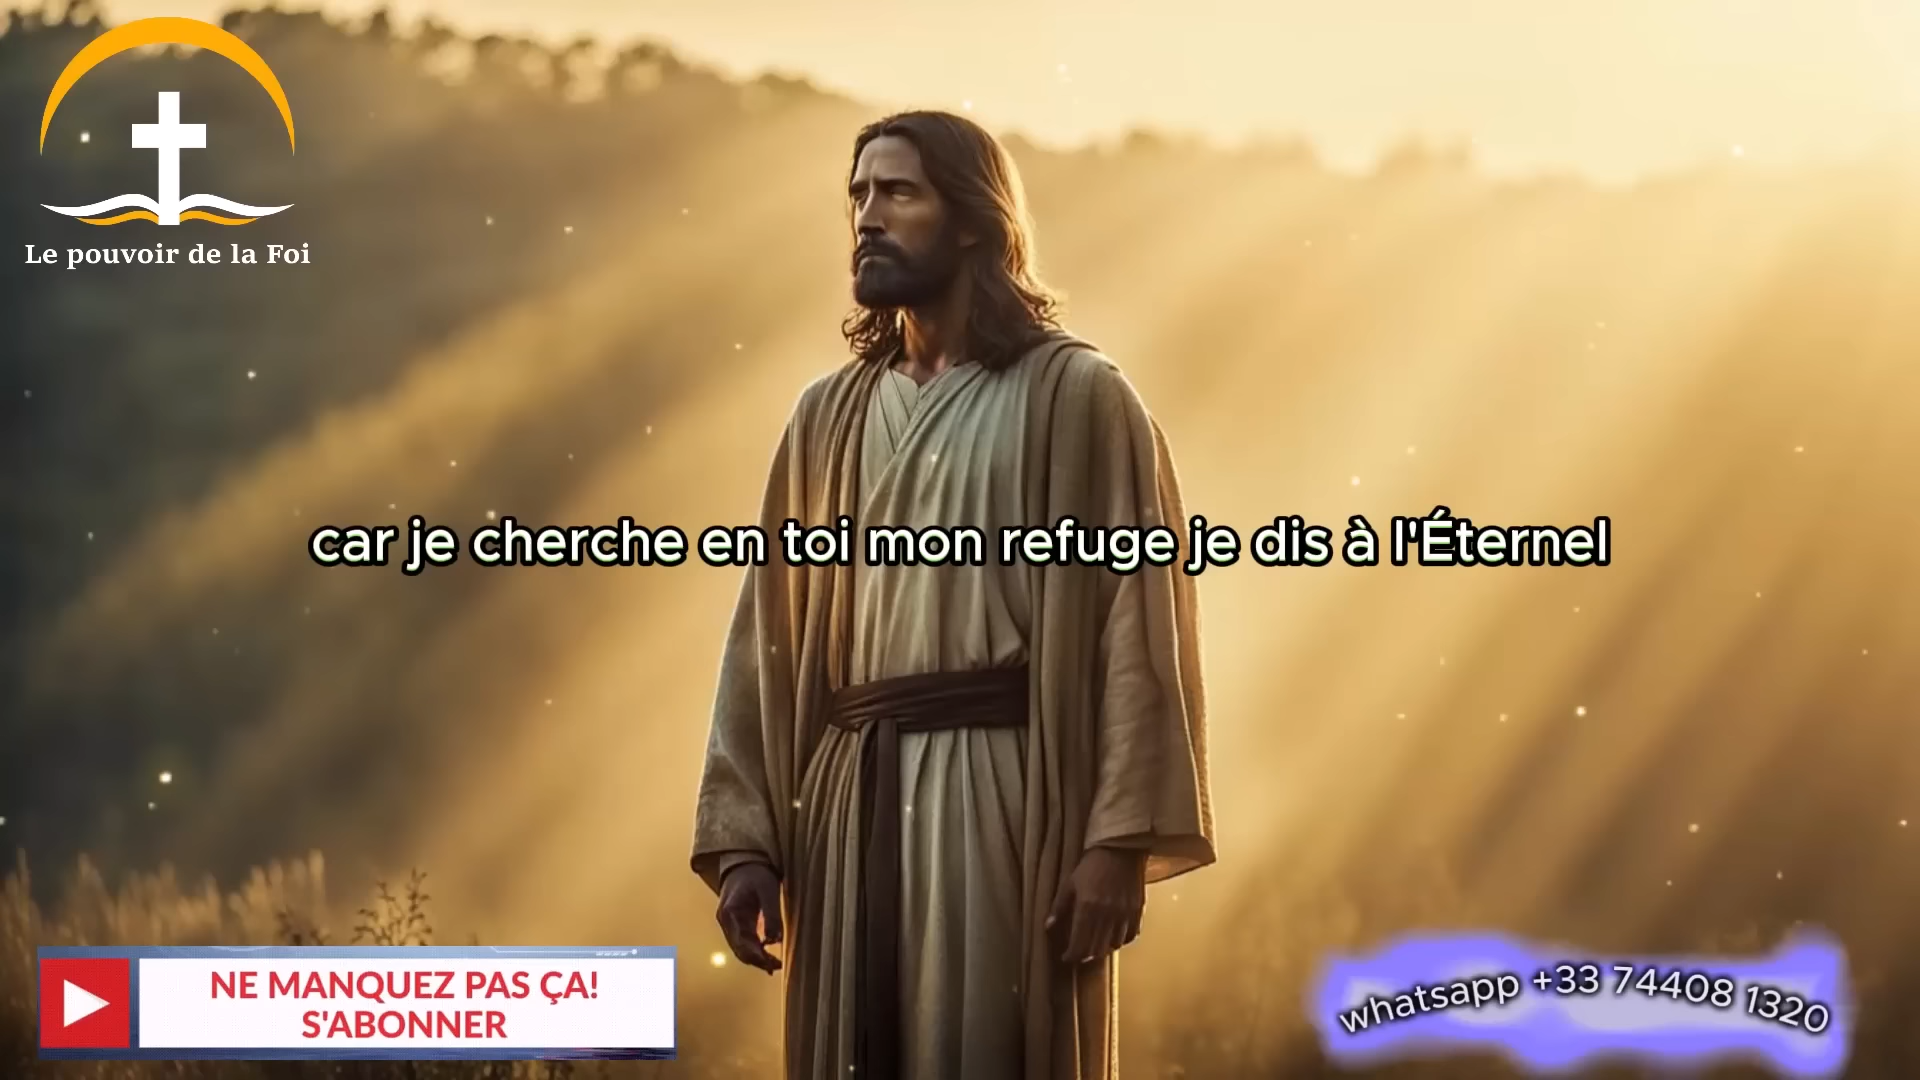 Le pouvoir de la Foi
car je cherche en toi mon refuge je dis à l'Éternel
NE MANQUEZ PAS ÇA!
S'ABONNER
whatsapp +33 74408 1320